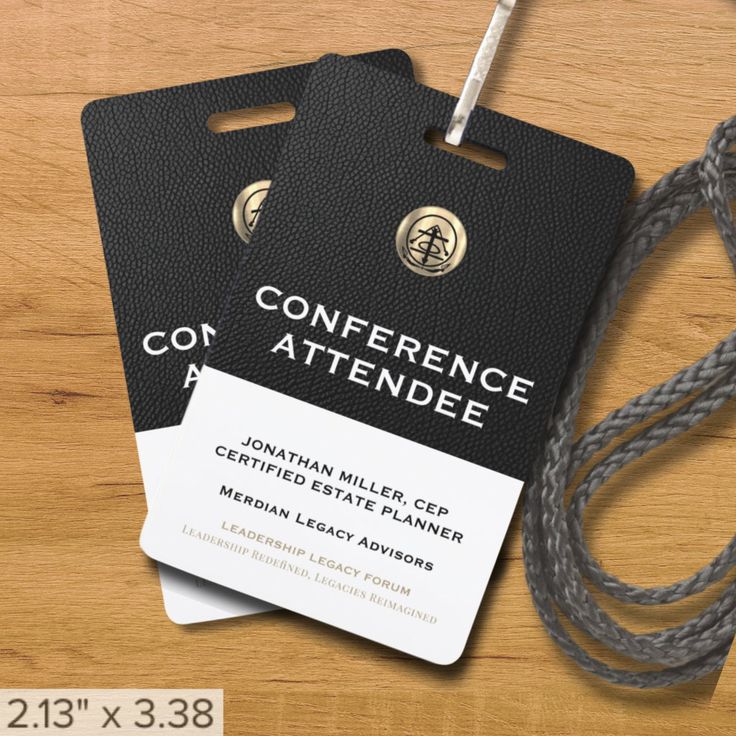 CONFERENCE
ATTENDEE
JONATHAN MILLER, CEP
CERTIFIED ESTATE PLANNER
Merdian Legacy Advisors
Leadership Legacy Forum
Leadership Redefined, Legacies Reimagined
CON
A
2.13" x 3.38